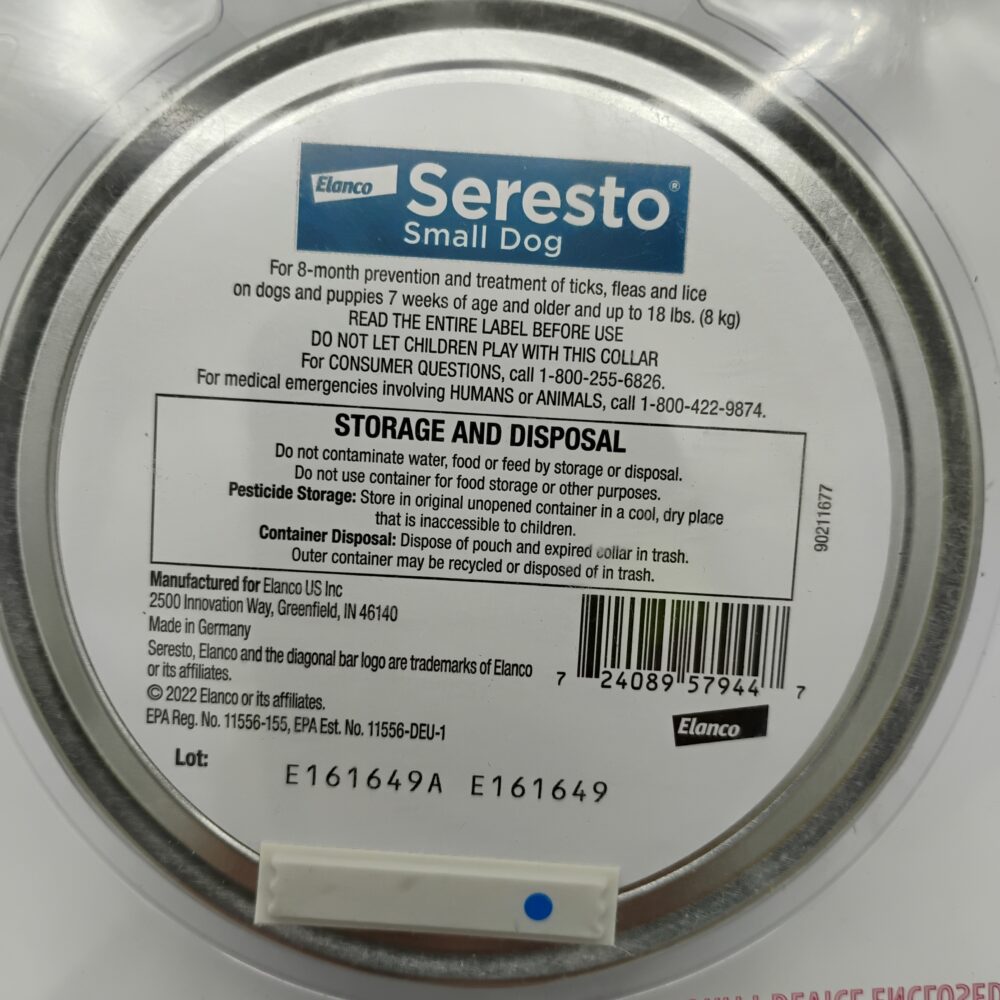 Elanco
Seresto®
Small Dog
For 8-month prevention and treatment of ticks, fleas and lice
on dogs and puppies 7 weeks of age and older and up to 18 lbs. (8 kg)
READ THE ENTIRE LABEL BEFORE USE
DO NOT LET CHILDREN PLAY WITH THIS COLLAR
For CONSUMER QUESTIONS, call 1-800-255-6826.
For medical emergencies involving HUMANS or ANIMALS, call 1-800-422-9874.
STORAGE AND DISPOSAL
Do not contaminate water, food or feed by storage or disposal.
Do not use container for food storage or other purposes.
Pesticide Storage: Store in original unopened container in a cool, dry place
that is inaccessible to children.
Container Disposal: Dispose of pouch and expired collar in trash.
Outer container may be recycled or disposed of in trash.
90211677
Manufactured for Elanco US Inc
2500 Innovation Way, Greenfield, IN 46140
Made in Germany
Seresto, Elanco and the diagonal bar logo are trademarks of Elanco
or its affiliates.
© 2022 Elanco or its affiliates.
EPA Reg. No. 11556-155, EPA Est. No. 11556-DEU-1
7 24089 57944 7
Elanco
Lot:
E161649A E161649